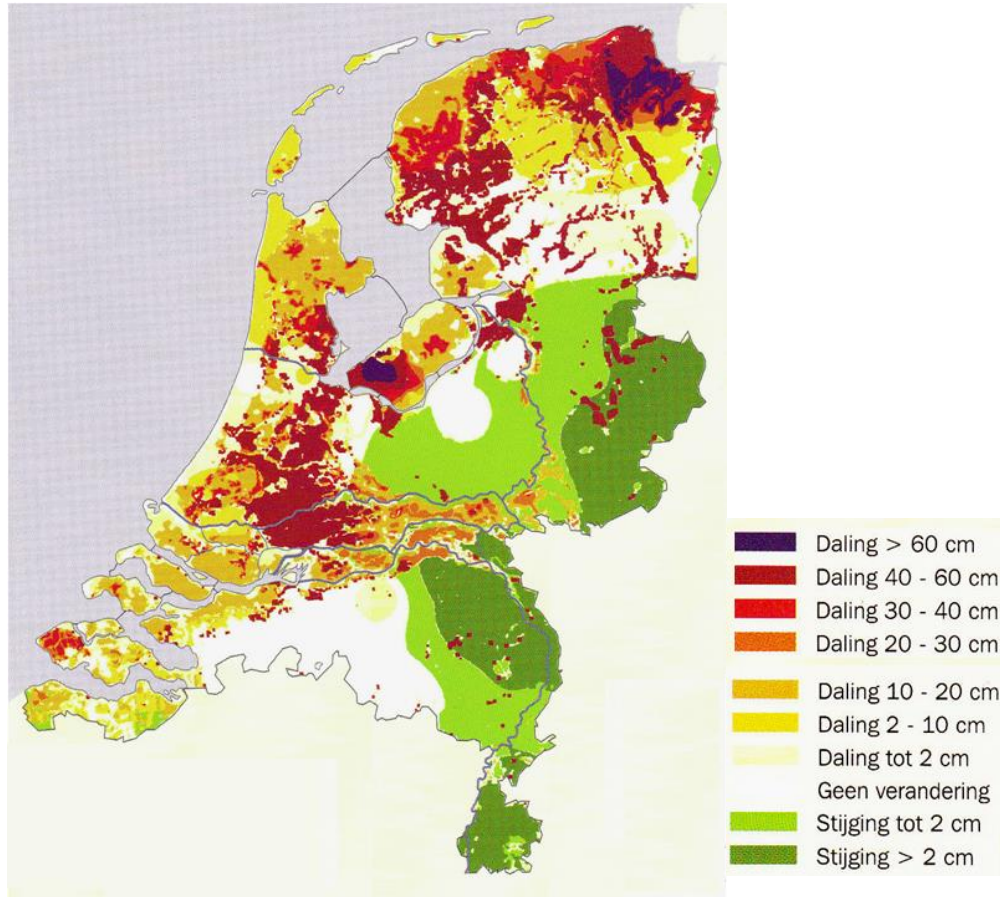 Daling > 60 cm
Daling 40 - 60 cm
Daling 30 - 40 cm
Daling 20 - 30 cm
Daling 10 - 20 cm
Daling 2 - 10 cm
Daling tot 2 cm
Geen verandering
Stijging tot 2 cm
Stijging > 2 cm